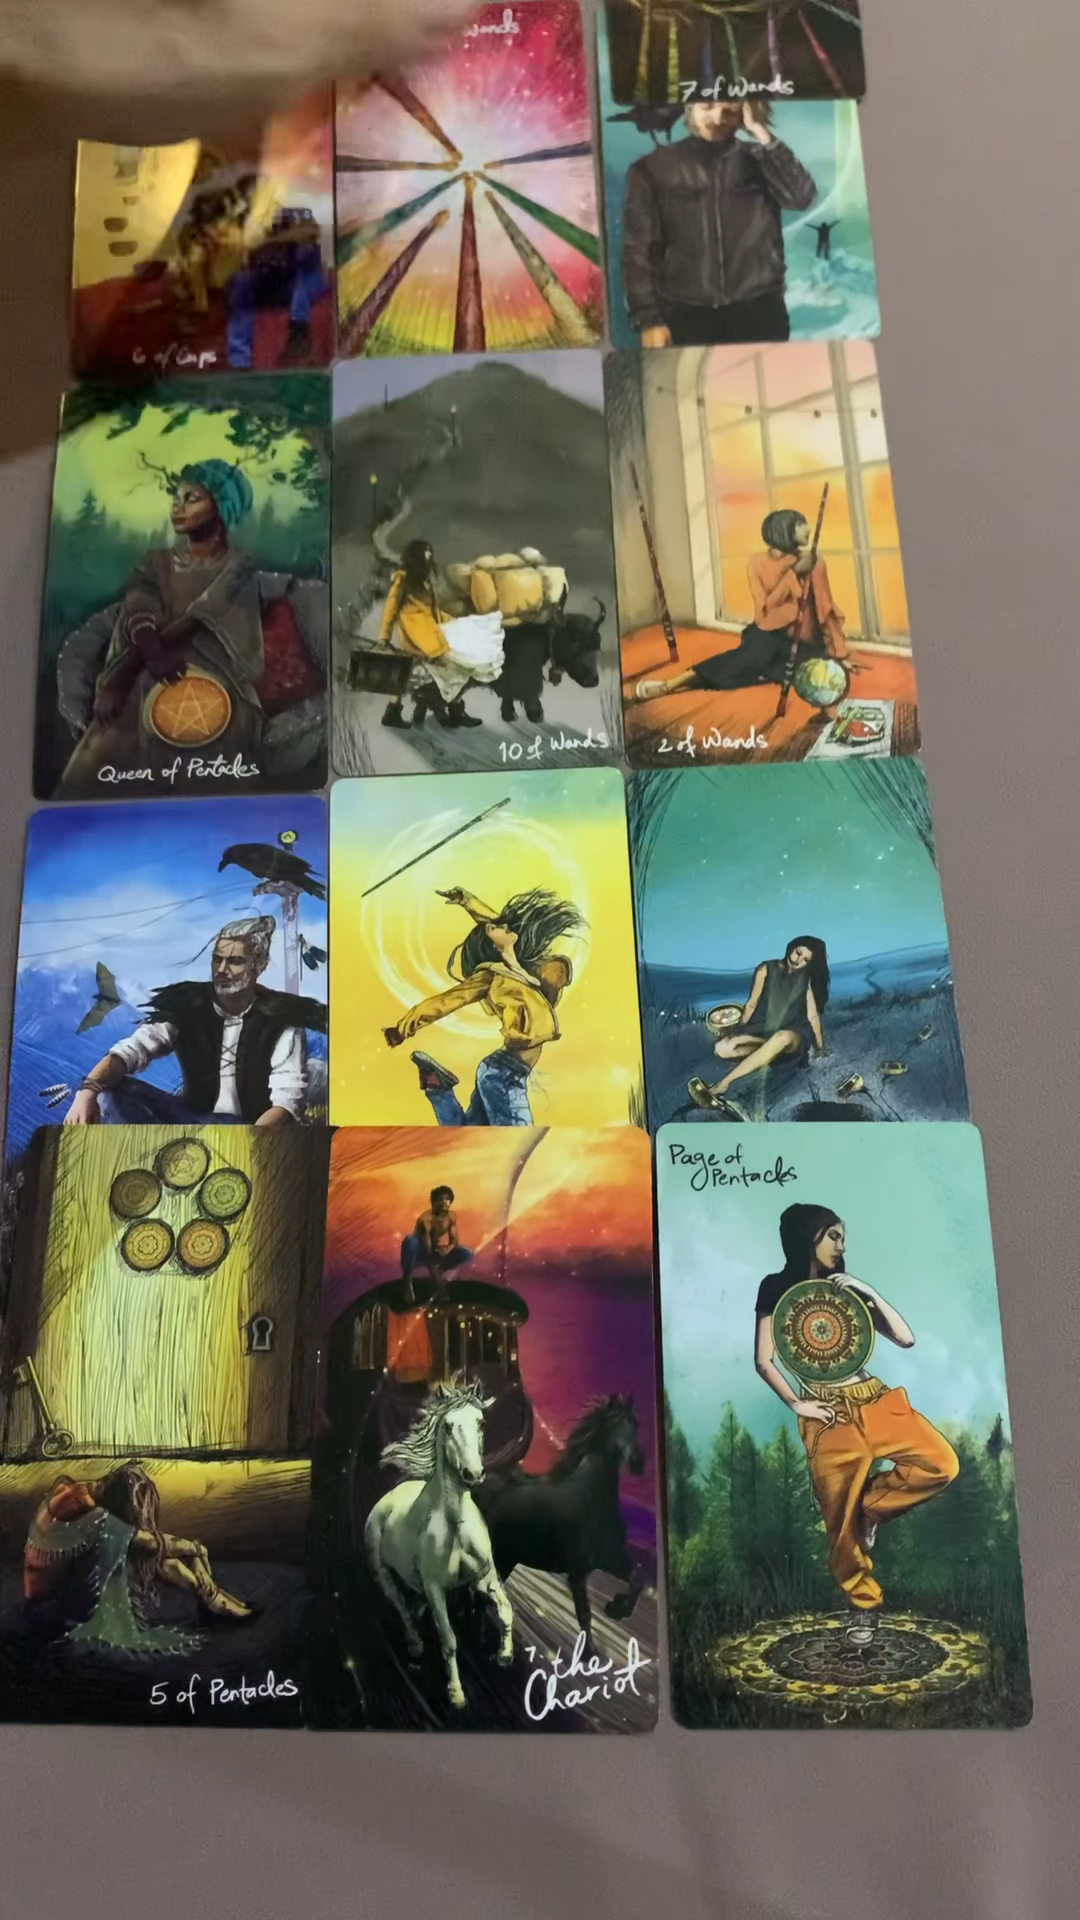 Wands
7 of Wands
6 of Cups
Queen of Pentacles
10 of Wands
2 of Wands
Page of
Pentacles
5 of Pentacles
7. the
Chariot